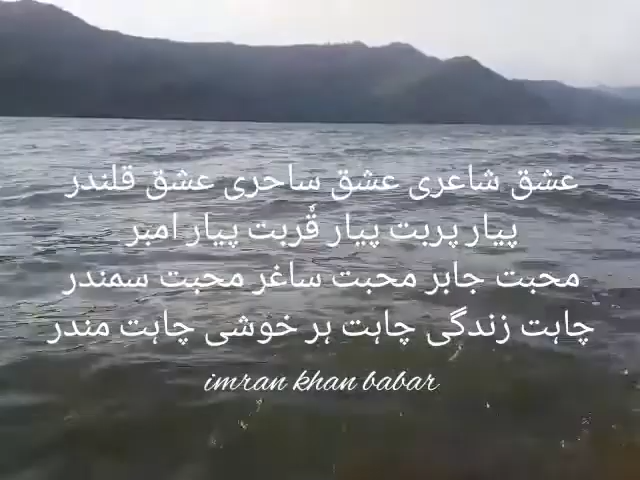 عشق شاعری عشق ساحری عشق قلندر
پیار پربت پیار قُربت پیار امبر
محبت جابر محبت ساغر محبت سمندر
چاہت زندگی چاہت ہر خوشی چاہت مندر
imran khan babar